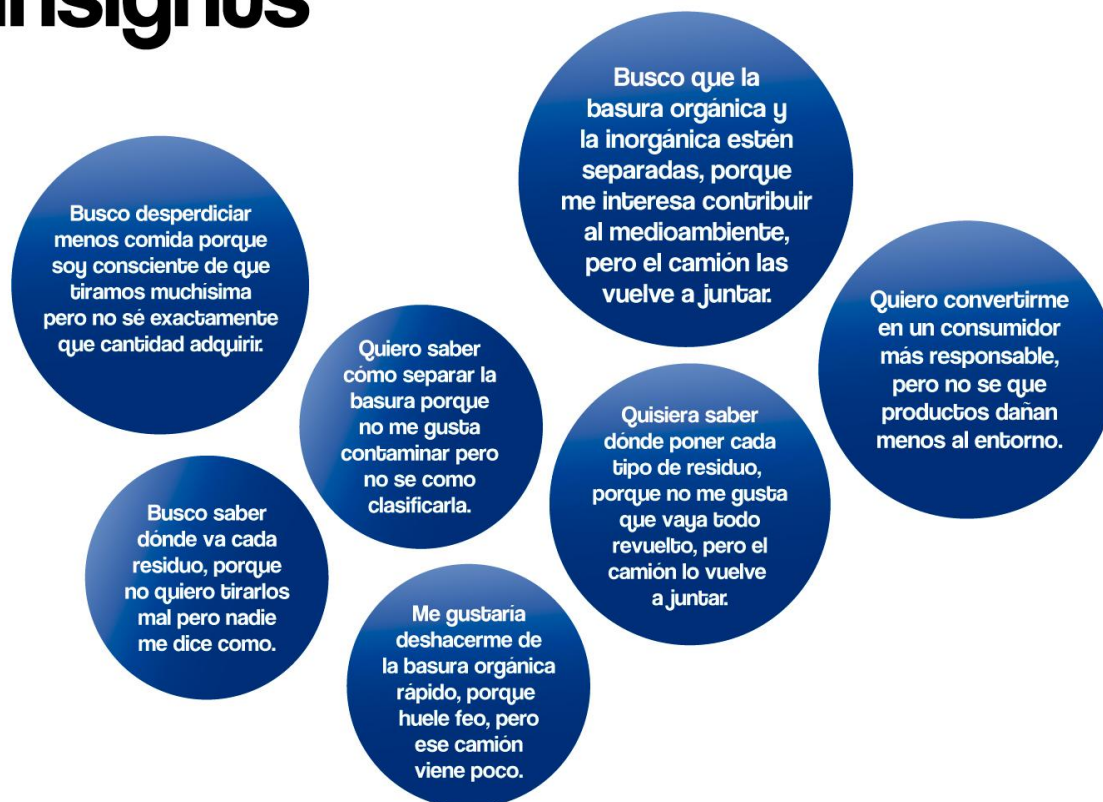 Insights
Busco que la
basura orgánica y
la inorgánica estén
separadas, porque
me interesa contribuir
al medioambiente,
pero el camión las
vuelve a juntar.
Busco desperdiciar
menos comida porque
soy consciente de que
tiramos muchísima
pero no sé exactamente
que cantidad adquirir.
Quiero convertirme
en un consumidor
más responsable,
pero no se que
productos dañan
menos al entorno.
Quiero saber
cómo separar la
basura porque
no me gusta
contaminar pero
no se como
clasificarla.
Quisiera saber
dónde poner cada
tipo de residuo,
porque no me gusta
que vaya todo
revuelto, pero el
camión lo vuelve
a juntar.
Busco saber
dónde va cada
residuo, porque
no quiero tirarlos
mal pero nadie
me dice como.
Me gustaría
deshacerme de
la basura orgánica
rápido, porque
huele feo, pero
ese camión
viene poco.